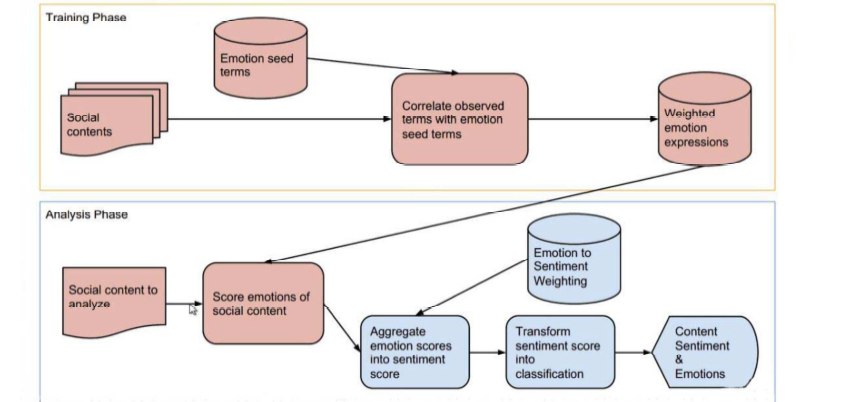 Training Phase
Emotion seed
terms
Social
contents
Correlate observed
terms with emotion
seed terms
Weighted
emotion
expressions
Analysis Phase
Social content to
analyze
Score emotions of
social content
Emotion to
Sentiment
Weighting
Aggregate
emotion scores
into sentiment
score
Transform
sentiment score
into
classification
Content
Sentiment
&
Emotions